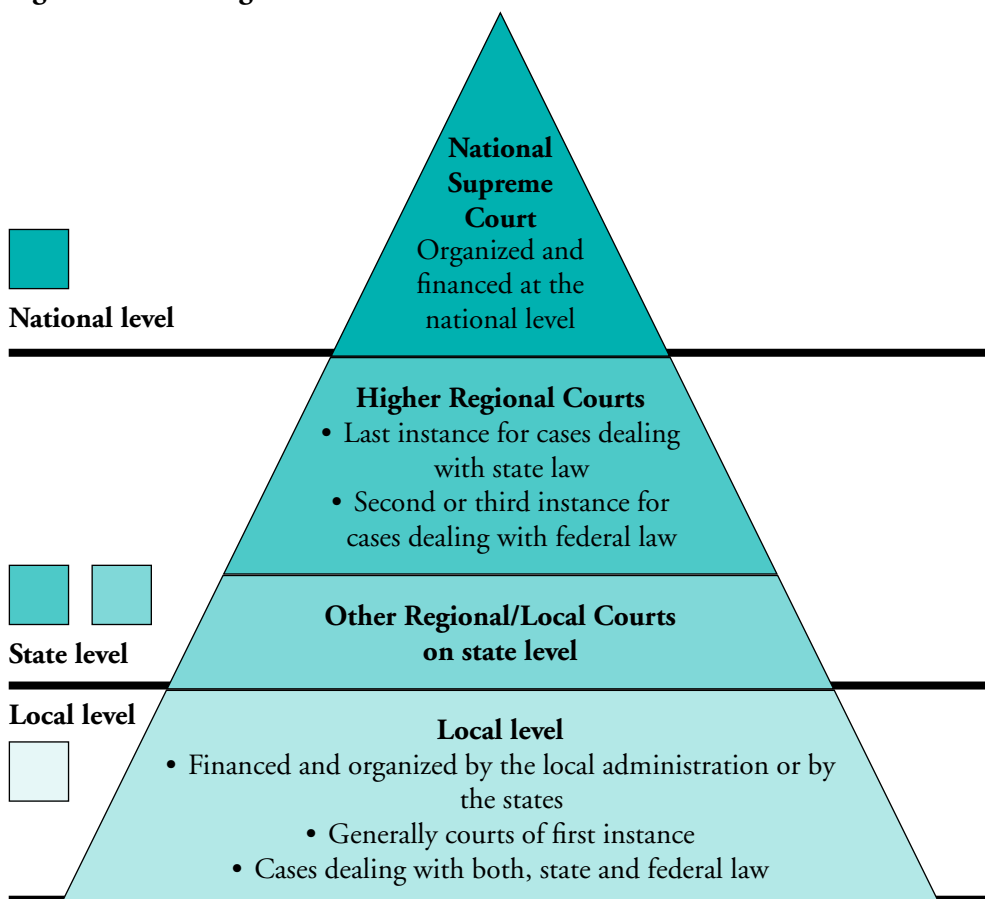 National
Supreme
Court
Organized and
financed at the
national level
National level
Higher Regional Courts
• Last instance for cases dealing
with state law
• Second or third instance for
cases dealing with federal law
Other Regional/Local Courts
on state level
State level
Local level
Local level
• Financed and organized by the local administration or by
the states
• Generally courts of first instance
• Cases dealing with both, state and federal law